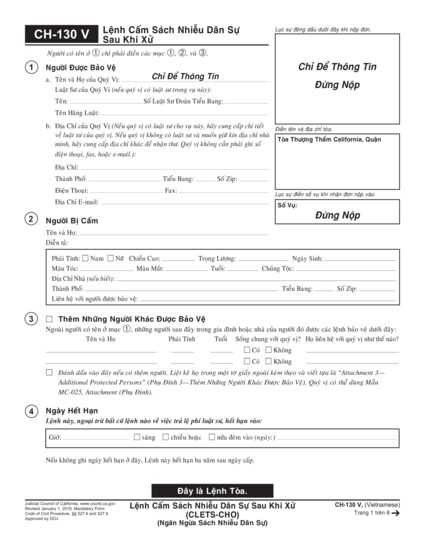 CH-130 V
Lệnh Cấm Sách Nhiễu Dân Sự
Sau Khi Xử
Lục sự đóng dấu dưới đây khi nộp đơn.
Người có tên ở ① chỉ phải điền các mục ①, ②, và ③.
Chỉ Để Thông Tin
Đừng Nộp
1 Người Được Bảo Vệ
a. Tên và Họ của Quý Vị: Chỉ Để Thông Tin
Luật Sư của Quý Vị (nếu quý vị có luật sư trong vụ này):
Tên: Số Luật Sư Đoàn Tiểu Bang:
Tên Hãng Luật:
b. Địa Chỉ của Quý Vị (Nếu quý vị có luật sư cho vụ này, hãy cung cấp chi tiết
về luật sư của quý vị. Nếu quý vị không có luật sư và muốn giữ kín địa chỉ nhà
mình, hãy cung cấp địa chỉ khác để nhận thư. Quý vị không cần phải ghi số
điện thoại, fax, hoặc e-mail.):
Địa Chỉ:
Thành Phố: Tiểu Bang: Số Zip:
Điện Thoại: Fax:
Địa Chỉ E-mail:
Điền tên và địa chỉ tòa:
Tòa Thượng Thẩm California, Quận
Lục sự điền số vụ khi nhận đơn nộp vào.
Số Vụ:
Đừng Nộp
2 Người Bị Cấm
Tên và Họ:
Diễn tả:
Phái Tính: Nam Nữ Chiều Cao: Trọng Lượng: Ngày Sinh:
Màu Tóc: Màu Mắt: Tuổi: Chủng Tộc:
Địa Chỉ Nhà (nếu biết):
Thành Phố: Tiểu Bang: Số Zip:
Liên hệ với người được bảo vệ:
3 Thêm Những Người Khác Được Bảo Vệ
Ngoài người có tên ở mục ①, những người sau đây trong gia đình hoặc nhà của người đó được các lệnh bảo vệ dưới đây:
Tên và Họ Phái Tính Tuổi Sống chung với quý vị? Họ liên hệ với quý vị như thế nào?
Có Không
Có Không
Đánh dấu vào đây nếu có thêm người. Liệt kê họ trong một tờ giấy ngoài kèm theo và viết tựa là "Attachment 3—
Additional Protected Persons" (Phụ Đính 3—Thêm Những Người Khác Được Bảo Vệ). Quý vị có thể dùng Mẫu
MC-025, Attachment (Phụ Đính).
4 Ngày Hết Hạn
Lệnh này, ngoại trừ bất cứ lệnh nào về việc trả lệ phí luật sư, hết hạn vào:
Giờ: sáng chiều hoặc nửa đêm vào (ngày:)
Nếu không ghi ngày hết hạn ở đây, Lệnh này hết hạn ba năm sau ngày cấp.
Đây là Lệnh Tòa.
Judicial Council of California, www.courts.ca.gov
Revised January 1, 2018, Mandatory Form
Code of Civil Procedure, §§ 527.6 and 527.9
Approved by DOJ
Lệnh Cấm Sách Nhiễu Dân Sự Sau Khi Xử
(CLETS-CHO)
(Ngăn Ngừa Sách Nhiễu Dân Sự)
CH-130 V, (Vietnamese)
Trang 1 trên 6